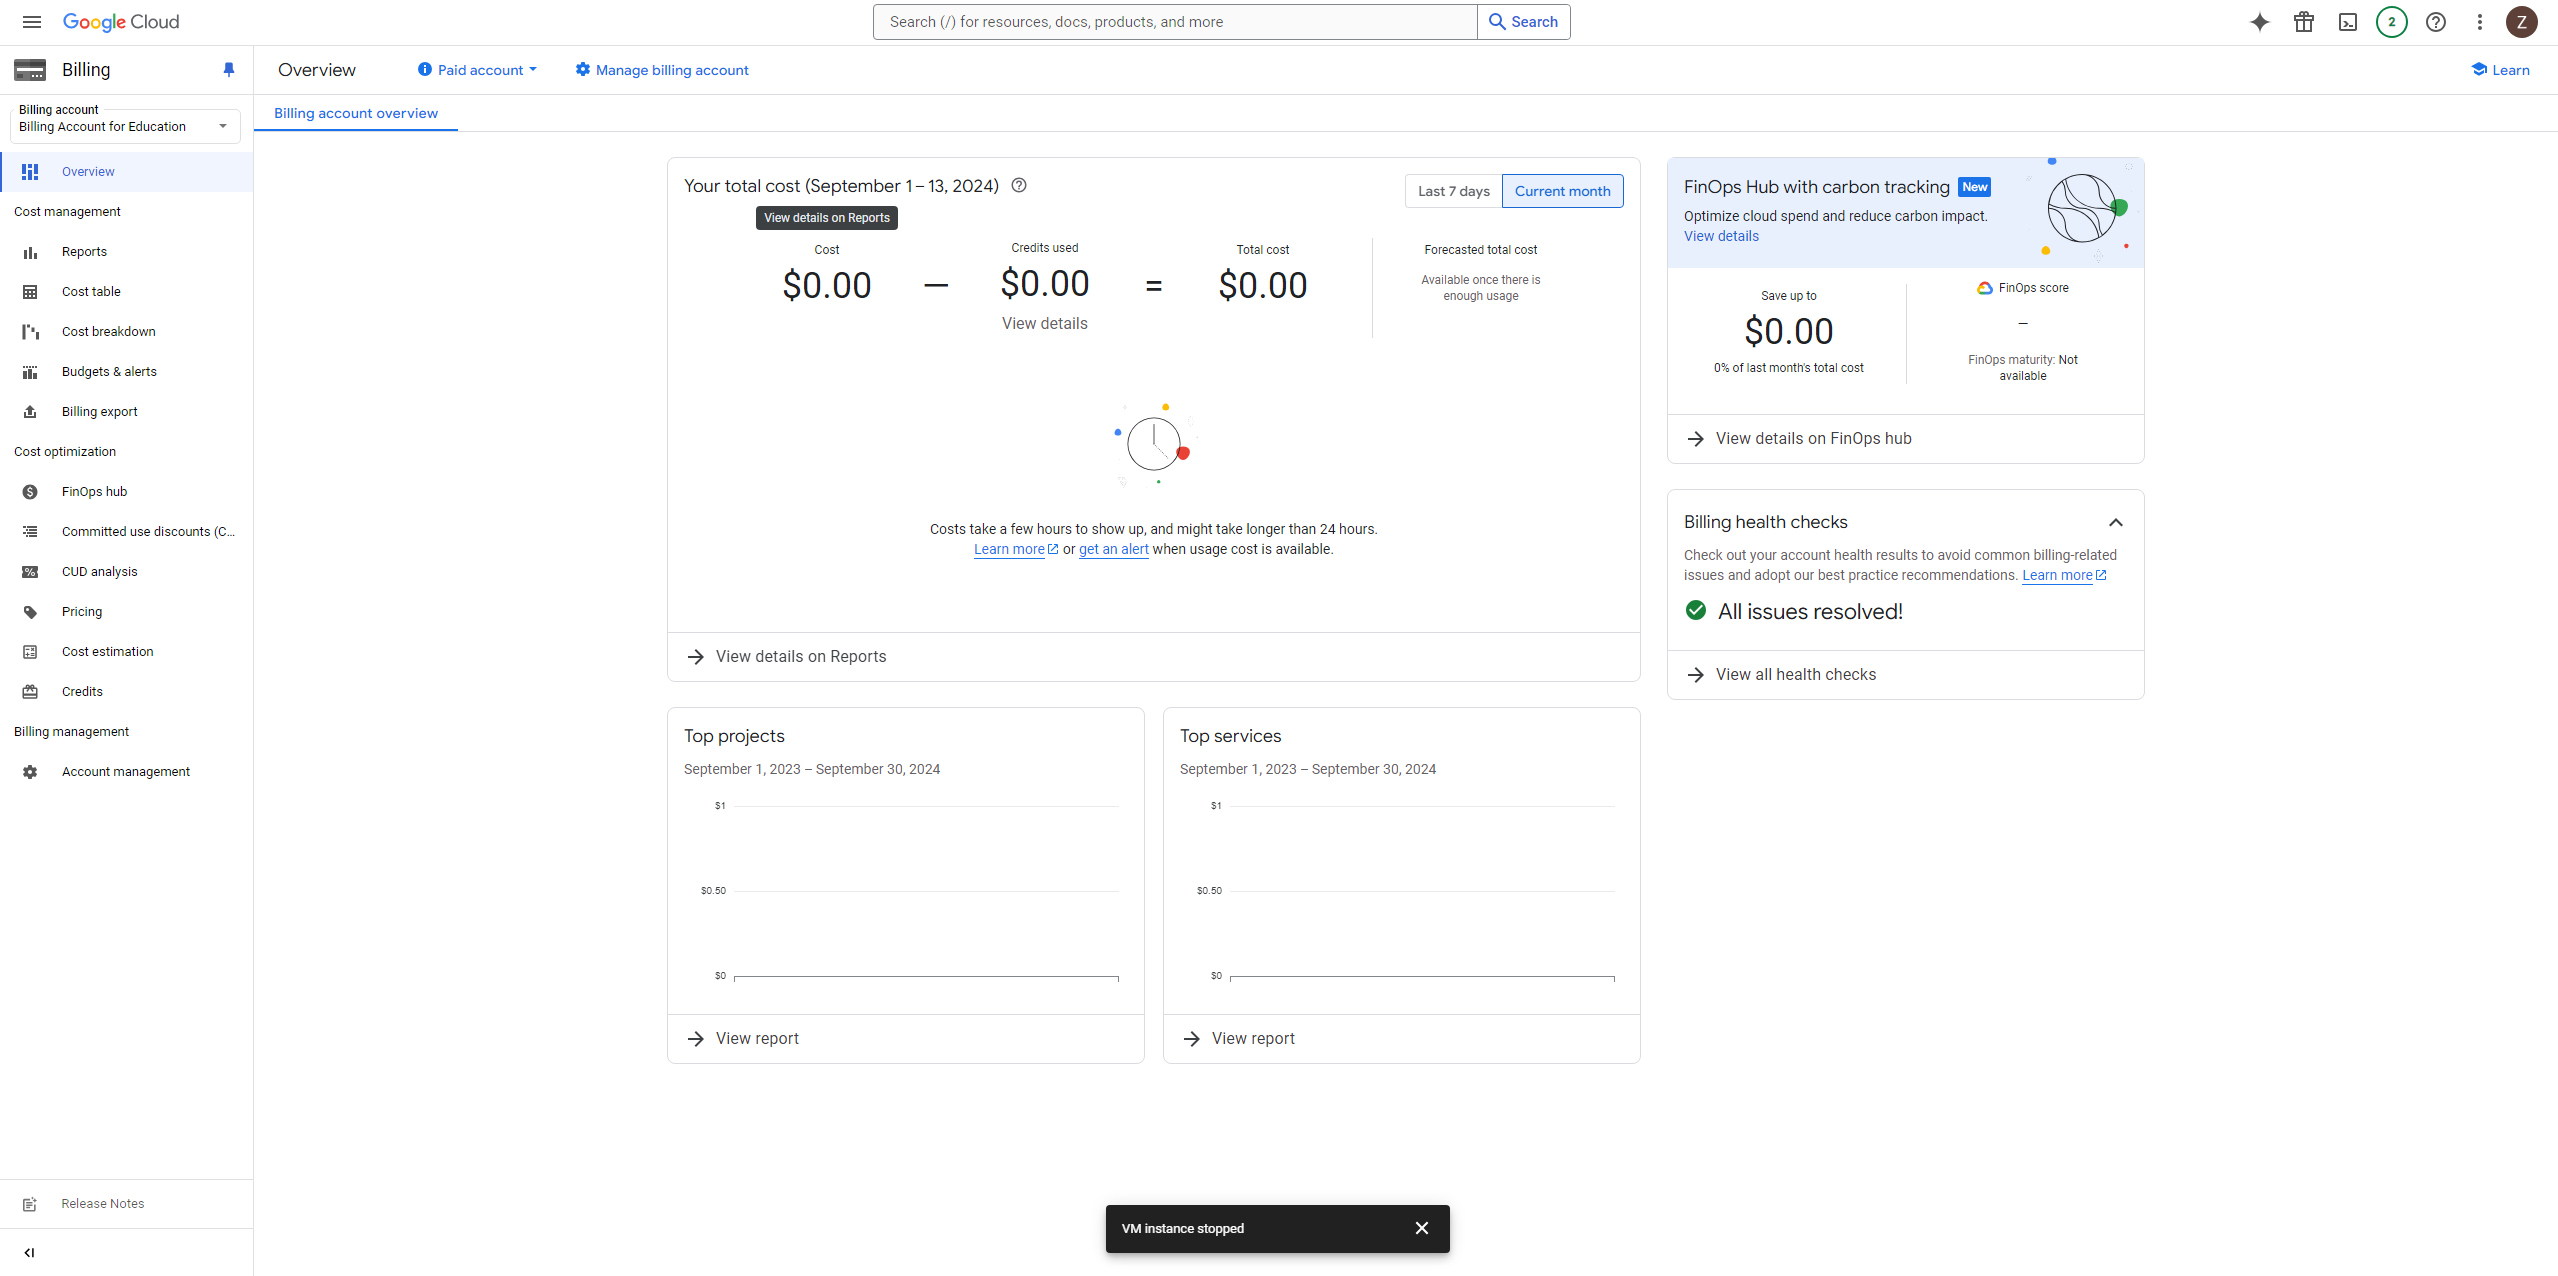 Google Cloud
Search (/) for resources, docs, products, and more
Search
2
Z
Billing
Overview
Paid account
Manage billing account
Learn
Billing account
Billing Account for Education
Billing account overview
Overview
Cost management
Reports
Cost table
Cost breakdown
Budgets & alerts
Billing export
Cost optimization
FinOps hub
Committed use discounts (C...
CUD analysis
Pricing
Cost estimation
Credits
Billing management
Account management
Release Notes
Your total cost (September 1 – 13, 2024)
Last 7 days
Current month
View details on Reports
Cost
$0.00
—
Credits used
$0.00
View details
=
Total cost
$0.00
Forecasted total cost
Available once there is
enough usage
Costs take a few hours to show up, and might take longer than 24 hours.
Learn more or get an alert when usage cost is available.
View details on Reports
FinOps Hub with carbon tracking New
Optimize cloud spend and reduce carbon impact.
View details
Save up to
$0.00
0% of last month's total cost
FinOps score
–
FinOps maturity: Not
available
View details on FinOps hub
Billing health checks
Check out your account health results to avoid common billing-related
issues and adopt our best practice recommendations. Learn more
All issues resolved!
View all health checks
Top projects
September 1, 2023 – September 30, 2024
$1
$0.50
$0
View report
Top services
September 1, 2023 – September 30, 2024
$1
$0.50
$0
View report
VM instance stopped